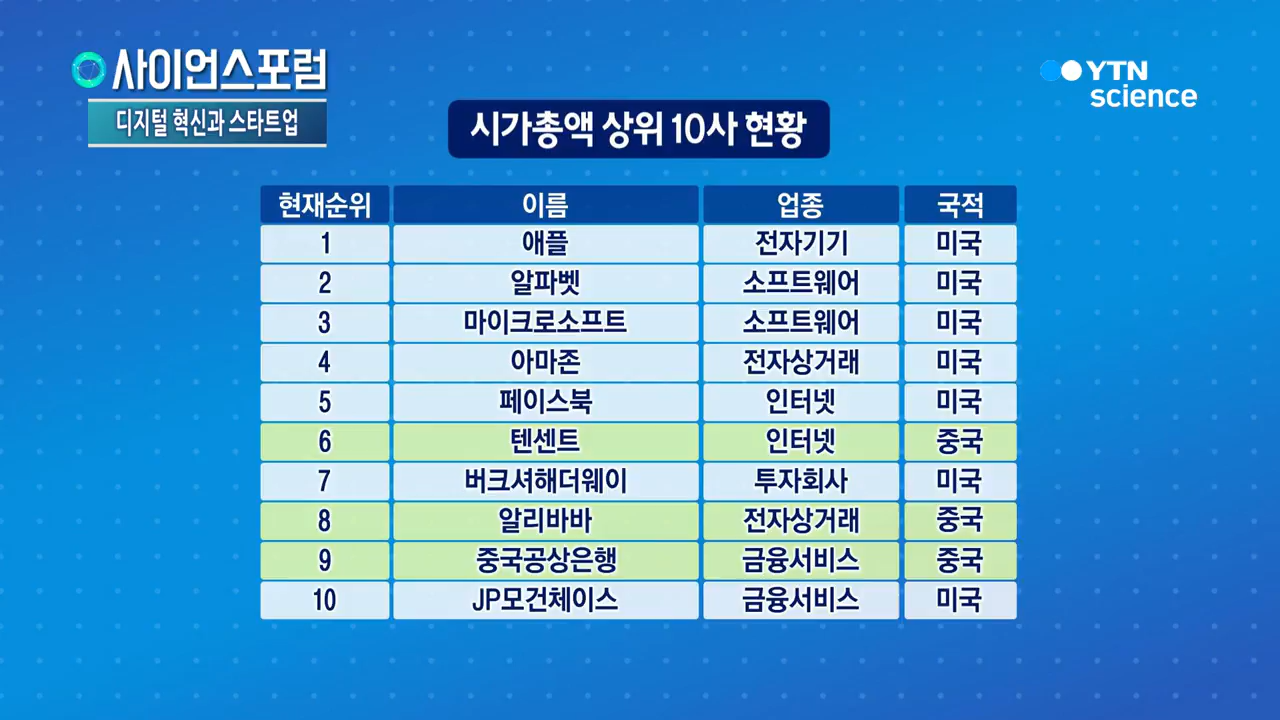 사이언스포럼
디지털 혁신과 스타트업
YTN
science
시가총액 상위 10사 현황
현재순위 이름 업종 국적
1 애플 전자기기 미국
2 알파벳 소프트웨어 미국
3 마이크로소프트 소프트웨어 미국
4 아마존 전자상거래 미국
5 페이스북 인터넷 미국
6 텐센트 인터넷 중국
7 버크셔해더웨이 투자회사 미국
8 알리바바 전자상거래 중국
9 중국공상은행 금융서비스 중국
10 JP모건체이스 금융서비스 미국